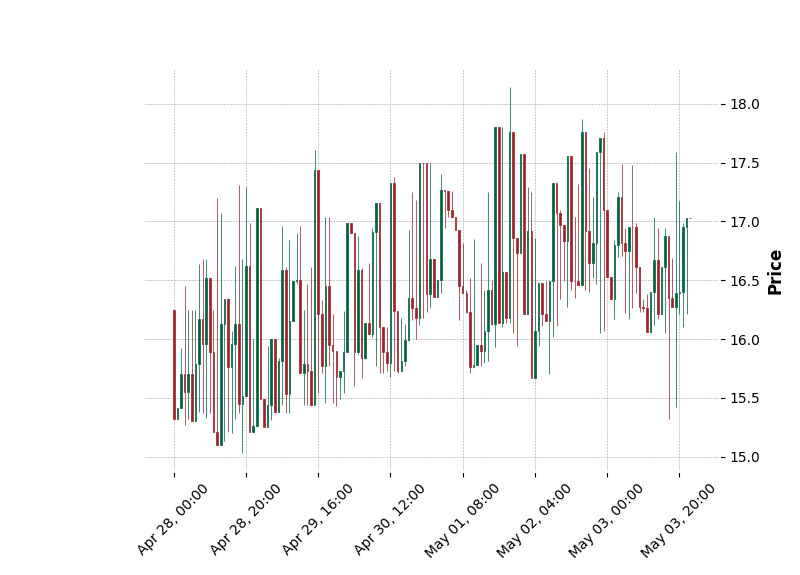 18.0
17.5
17.0
16.5
16.0
15.5
15.0
Price
Apr 28, 00:00
Apr 28, 20:00
Apr 29, 16:00
Apr 30, 12:00
May 01, 08:00
May 02, 04:00
May 03, 00:00
May 03, 20:00